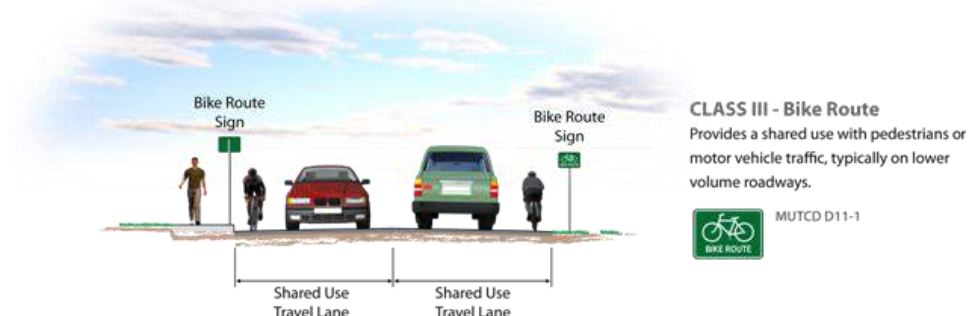 Bike Route
Sign
Bike Route
Sign
Shared Use
Travel Lane
Shared Use
Travel Lane
CLASS III - Bike Route
Provides a shared use with pedestrians or
motor vehicle traffic, typically on lower
volume roadways.
MUTCD D11-1
BIKE ROUTE